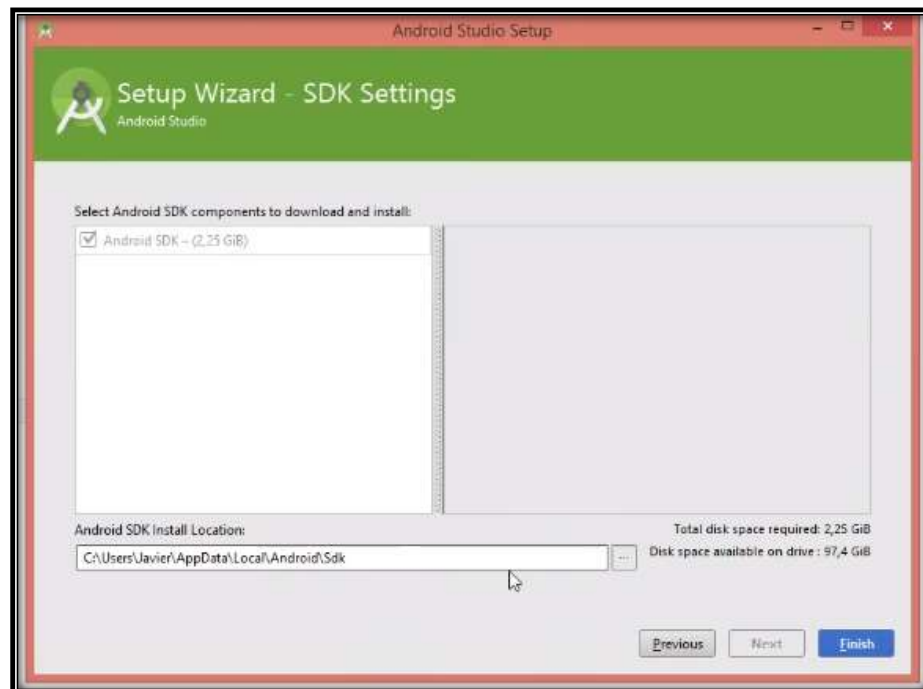 Android Studio Setup
Setup Wizard - SDK Settings
Android Studio
Select Android SDK components to download and install:
Android SDK – (2,25 GiB)
Android SDK Install Location:
C:\Users\Javier\AppData\Local\Android\Sdk
...
Total disk space required: 2,25 GiB
Disk space available on drive : 97,4 GiB
Previous
Next
Finish